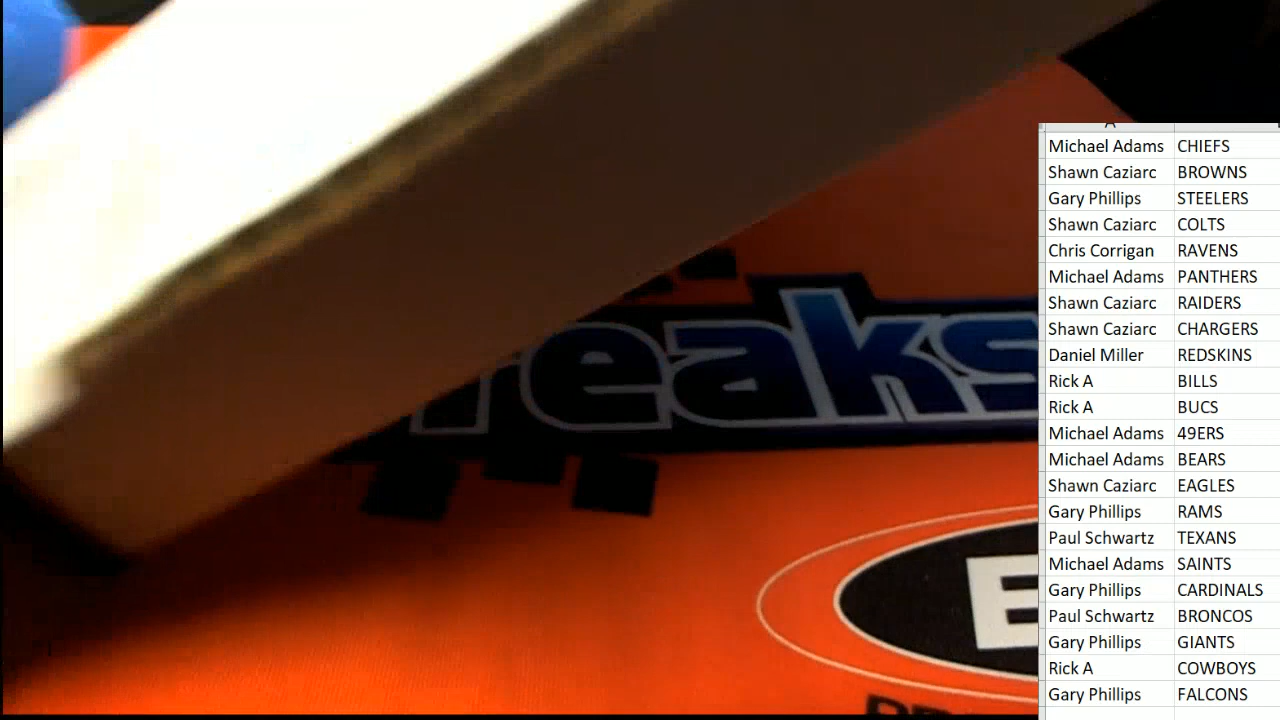 reaks
E
A
Michael Adams CHIEFS
Shawn Caziarc BROWNS
Gary Phillips STEELERS
Shawn Caziarc COLTS
Chris Corrigan RAVENS
Michael Adams PANTHERS
Shawn Caziarc RAIDERS
Shawn Caziarc CHARGERS
Daniel Miller REDSKINS
Rick A BILLS
Rick A BUCS
Michael Adams 49ERS
Michael Adams BEARS
Shawn Caziarc EAGLES
Gary Phillips RAMS
Paul Schwartz TEXANS
Michael Adams SAINTS
Gary Phillips CARDINALS
Paul Schwartz BRONCOS
Gary Phillips GIANTS
Rick A COWBOYS
Gary Phillips FALCONS